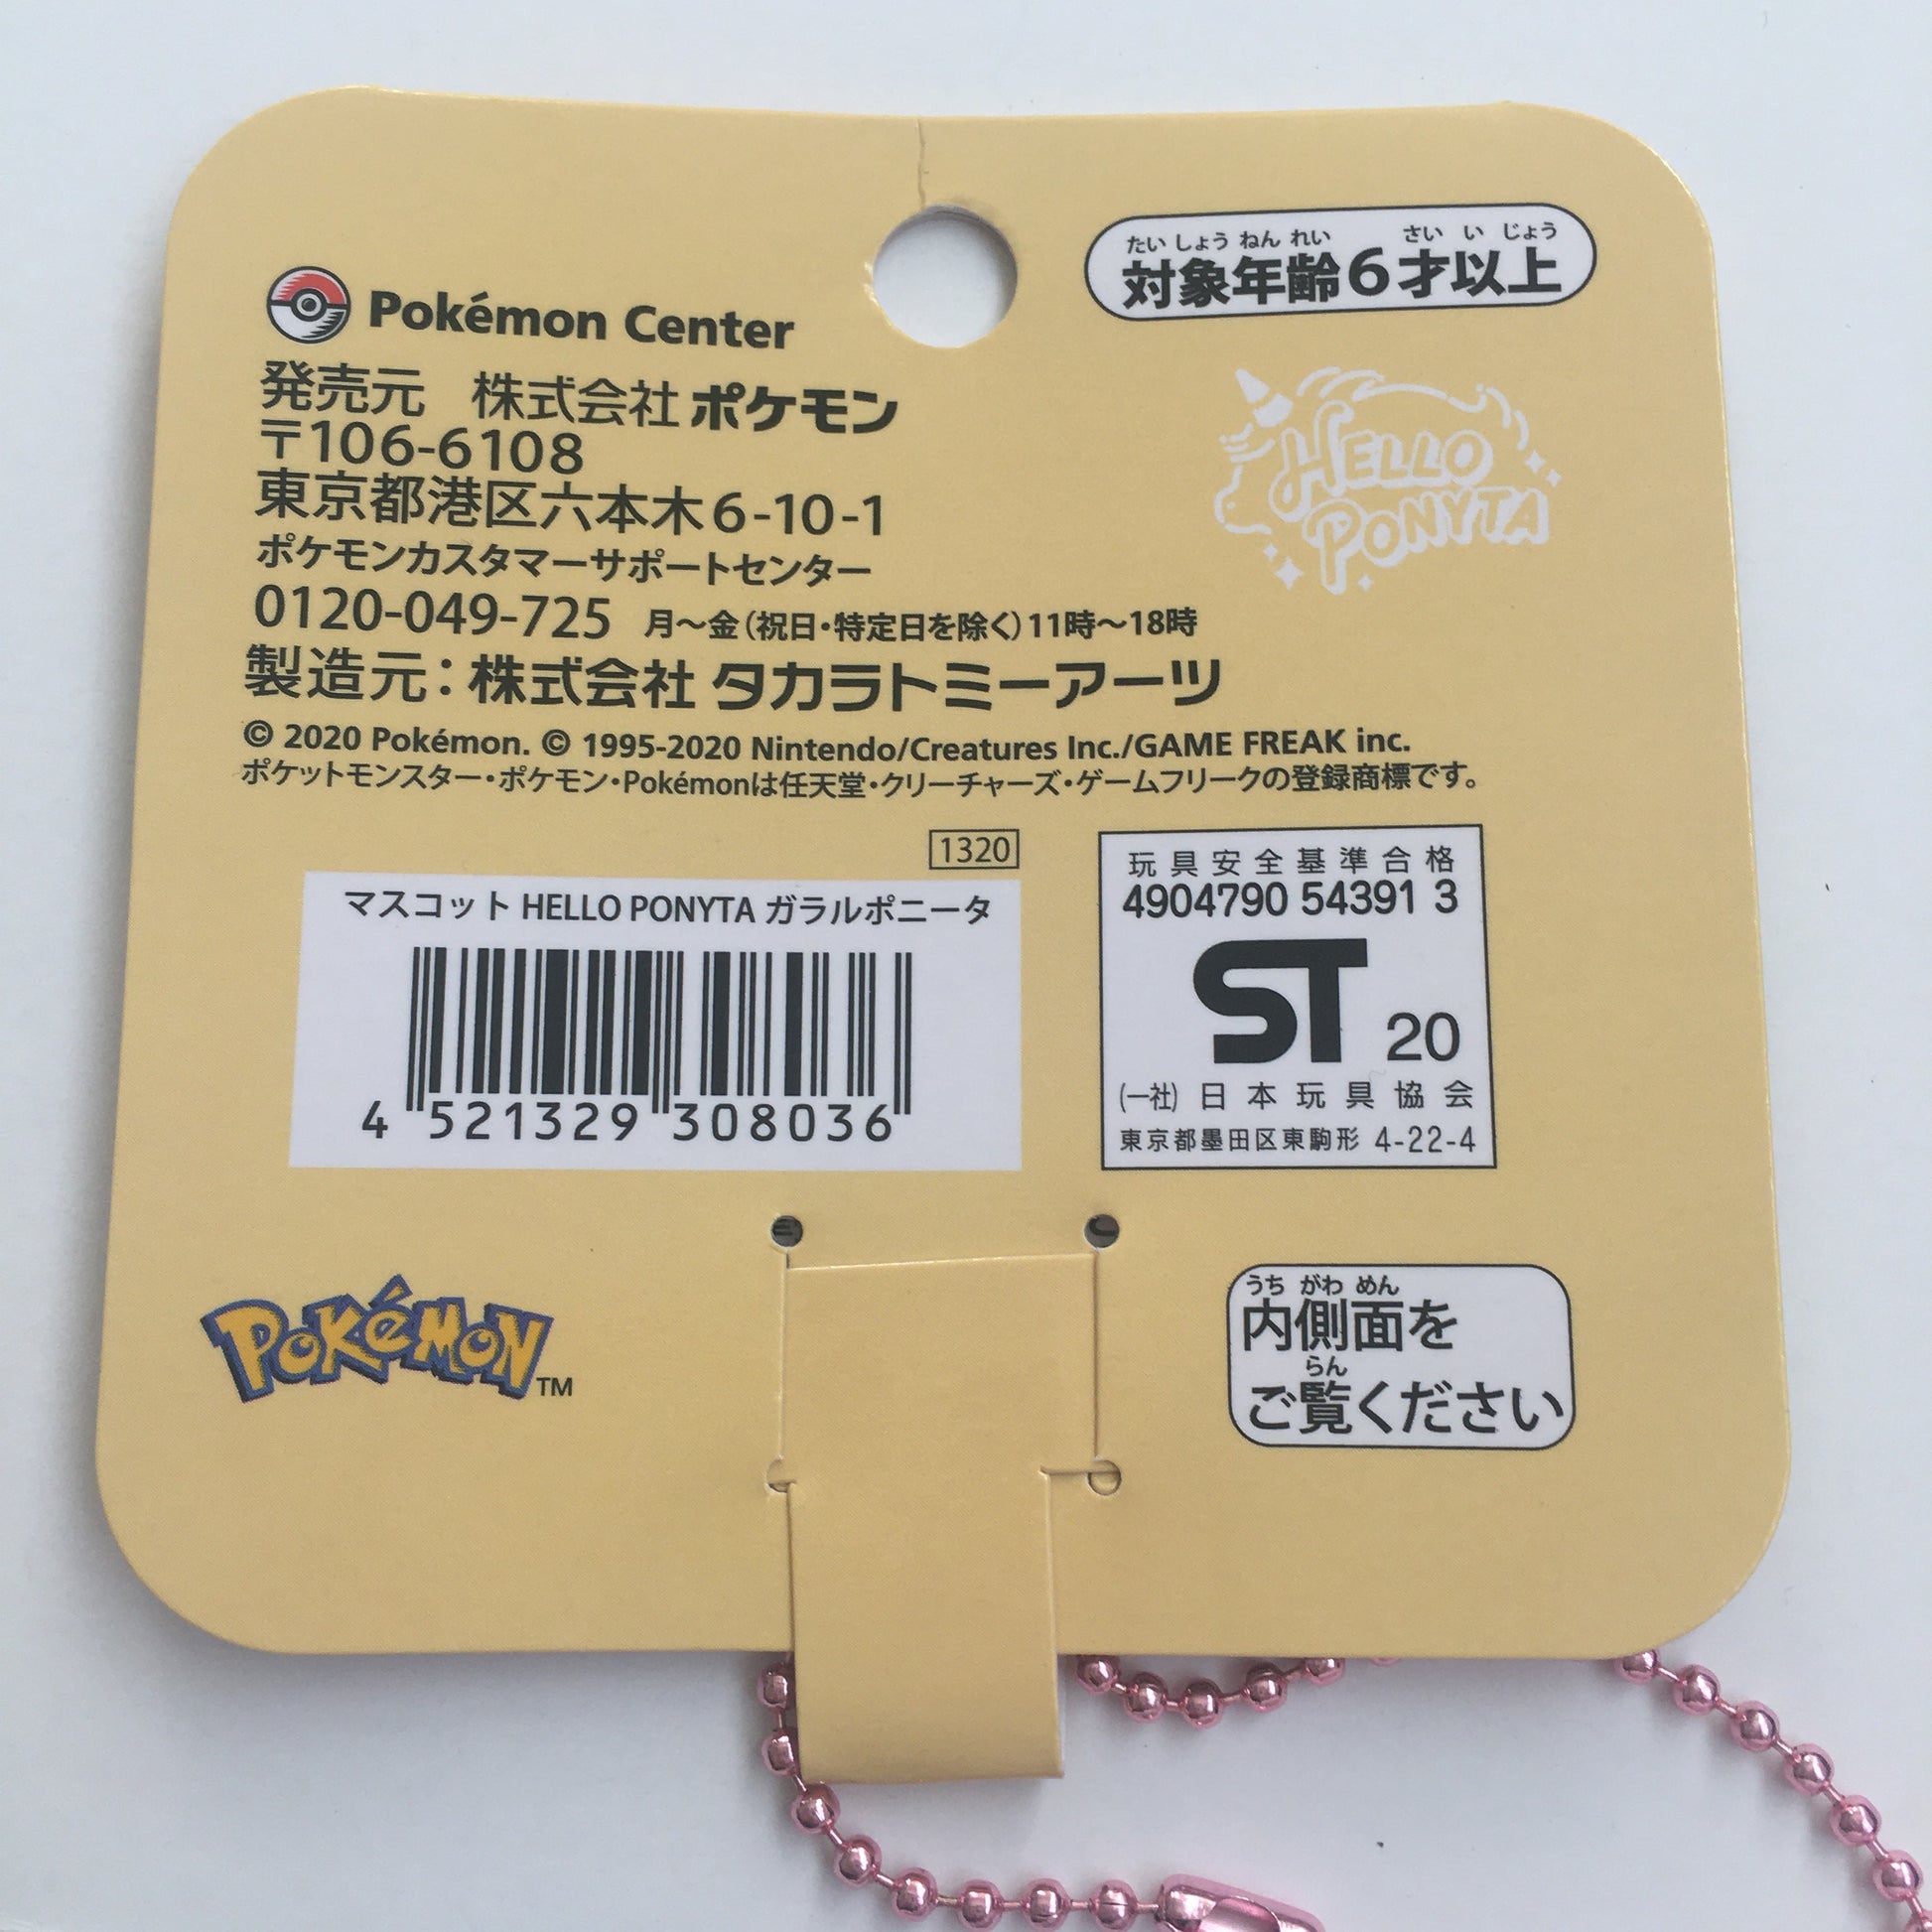 たいしょうねんれい さいいじょう
対象年齢6才以上
Pokémon Center
発売元 株式会社ポケモン
〒106-6108
東京都港区六本木6-10-1
ポケモンカスタマーサポートセンター
0120-049-725 月～金(祝日・特定日を除く)11時～18時
製造元：株式会社 タカラトミーアーツ
© 2020 Pokémon. © 1995-2020 Nintendo/Creatures Inc./GAME FREAK inc.
ポケットモンスター・ポケモン・Pokémonは任天堂・クリーチャーズ・ゲームフリークの登録商標です。
HELLO
PONYTA
1320
マスコット HELLO PONYTA ガラルポニータ
4 521329 308036
玩具安全基準合格
4904790 54391 3
ST 20
(一社) 日本玩具協会
東京都墨田区東駒形 4-22-4
POKéMON TM
うちがわめん
内側面を
らん
ご覧ください